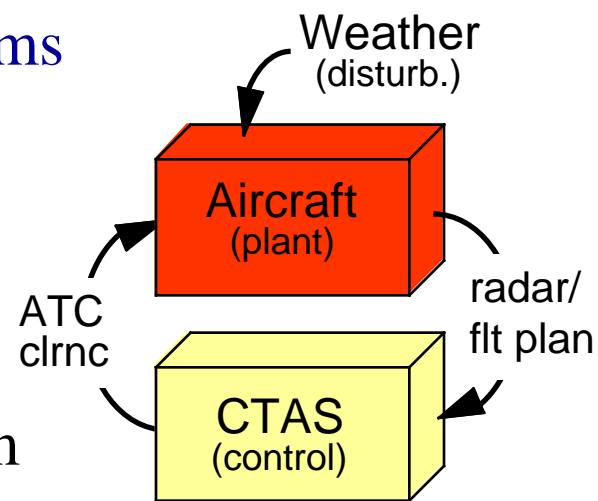 ms
Weather
(disturb.)
Aircraft
(plant)
radar/
flt plan
ATC
clrnc
CTAS
(control)
n